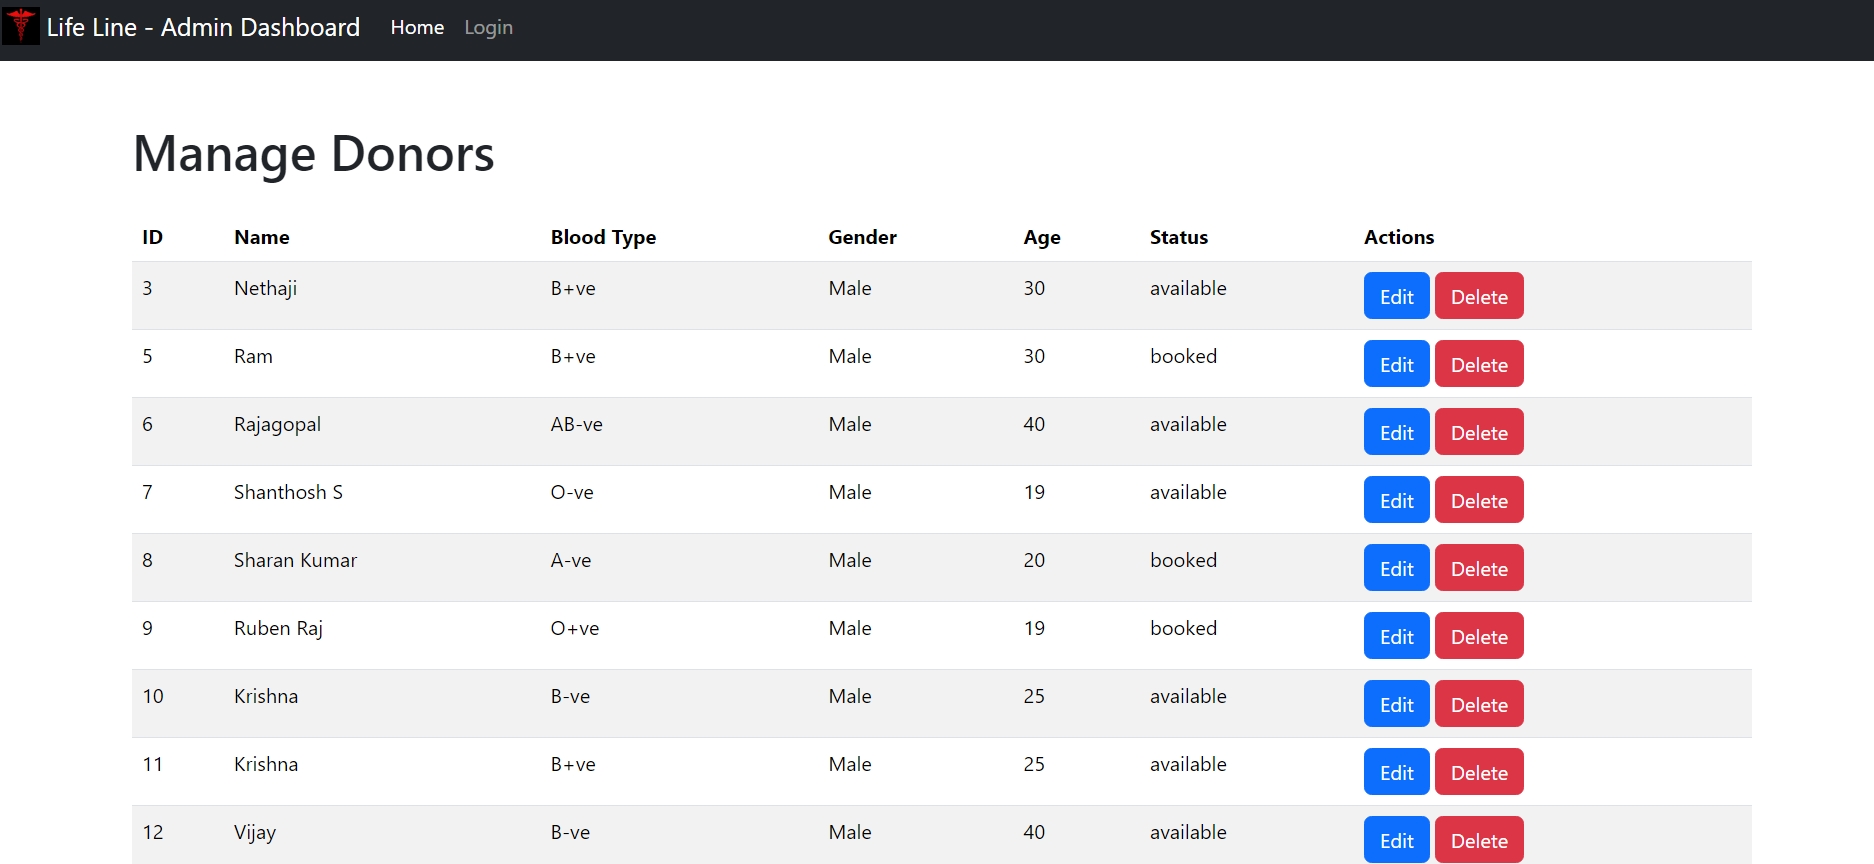 Life Line - Admin Dashboard Home Login
Manage Donors
ID Name Blood Type Gender Age Status Actions
3 Nethaji B+ve Male 30 available Edit Delete
5 Ram B+ve Male 30 booked Edit Delete
6 Rajagopal AB-ve Male 40 available Edit Delete
7 Shanthosh S O-ve Male 19 available Edit Delete
8 Sharan Kumar A-ve Male 20 booked Edit Delete
9 Ruben Raj O+ve Male 19 booked Edit Delete
10 Krishna B-ve Male 25 available Edit Delete
11 Krishna B+ve Male 25 available Edit Delete
12 Vijay B-ve Male 40 available Edit Delete